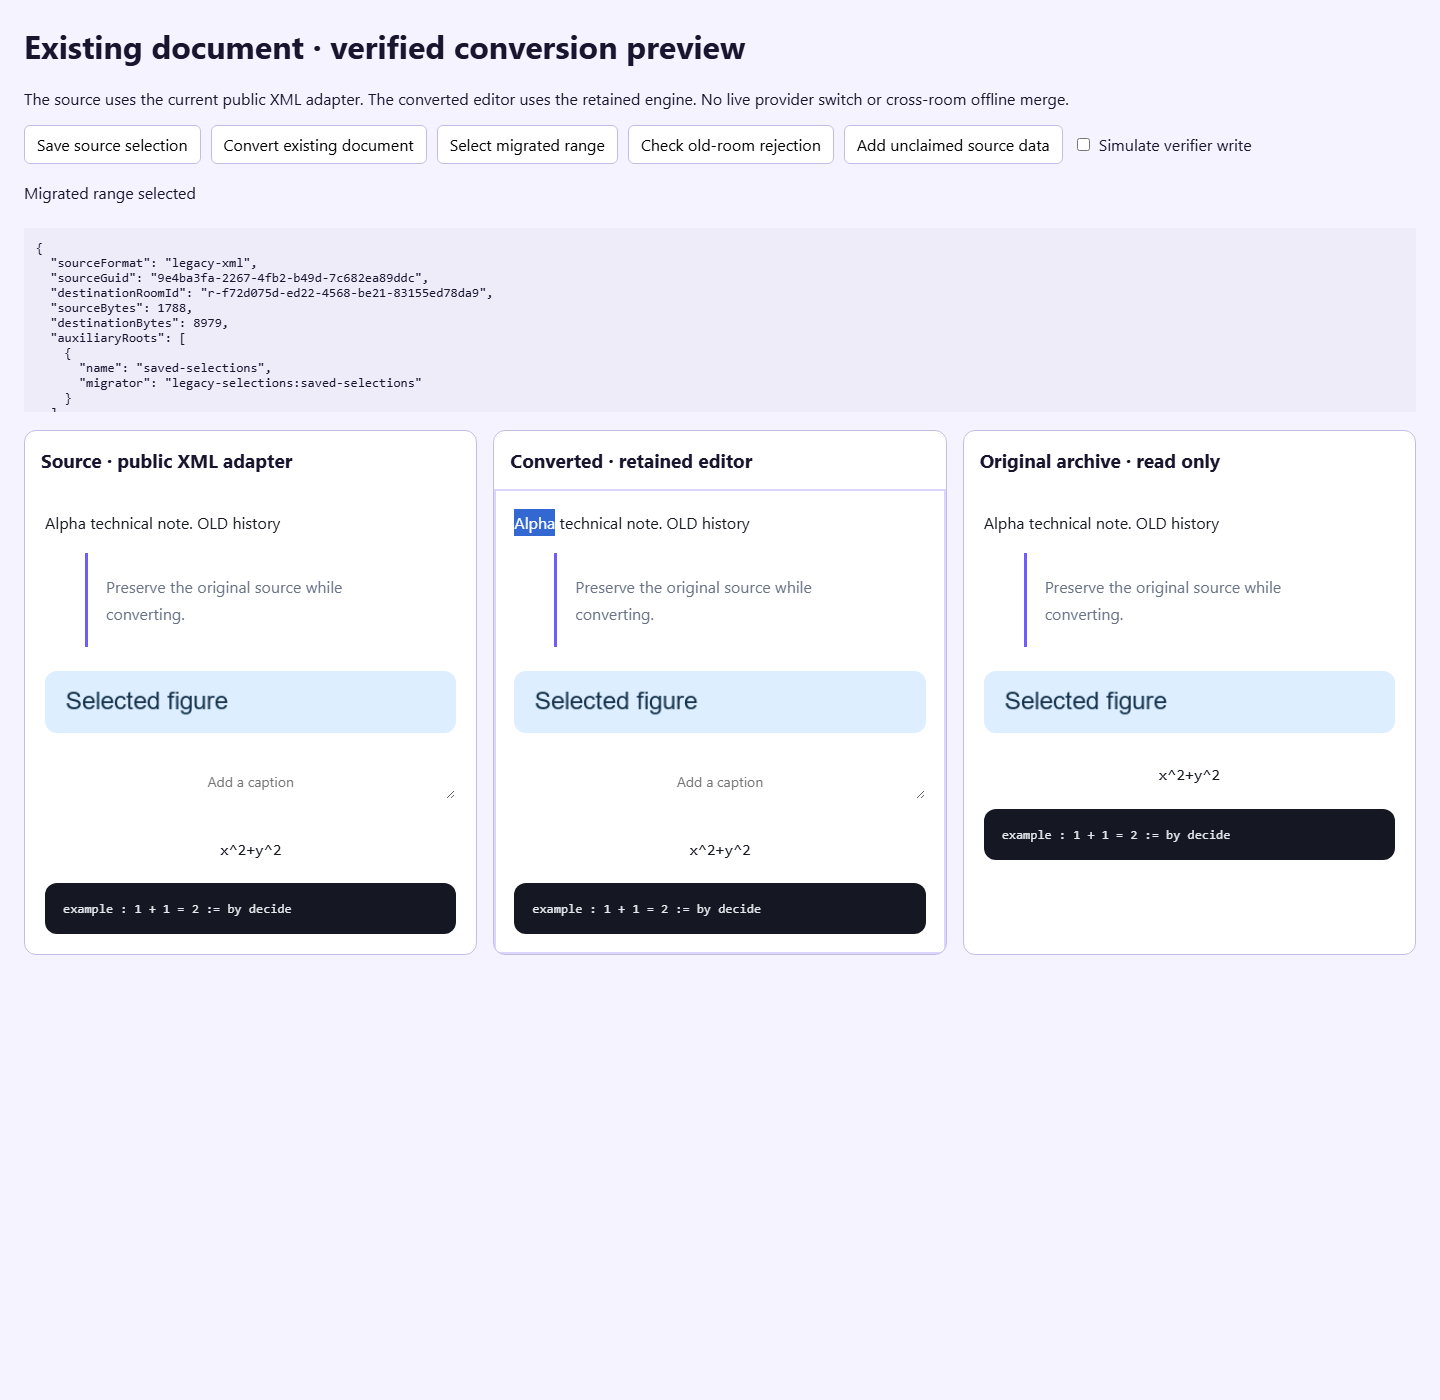 Existing document · verified conversion preview
The source uses the current public XML adapter. The converted editor uses the retained engine. No live provider switch or cross-room offline merge.
Save source selection
Convert existing document
Select migrated range
Check old-room rejection
Add unclaimed source data
Simulate verifier write
Migrated range selected
{
"sourceFormat": "legacy-xml",
"sourceGuid": "9e4ba3fa-2267-4fb2-b49d-7c682ea89ddc",
"destinationRoomId": "r-f72d075d-ed22-4568-be21-83155ed78da9",
"sourceBytes": 1788,
"destinationBytes": 8979,
"auxiliaryRoots": [
{
"name": "saved-selections",
"migrator": "legacy-selections:saved-selections"
}
Source · public XML adapter
Alpha technical note. OLD history
Preserve the original source while
converting.
Selected figure
Add a caption
x^2+y^2
example : 1 + 1 = 2 := by decide
Converted · retained editor
Alpha technical note. OLD history
Preserve the original source while
converting.
Selected figure
Add a caption
x^2+y^2
example : 1 + 1 = 2 := by decide
Original archive · read only
Alpha technical note. OLD history
Preserve the original source while
converting.
Selected figure
x^2+y^2
example : 1 + 1 = 2 := by decide